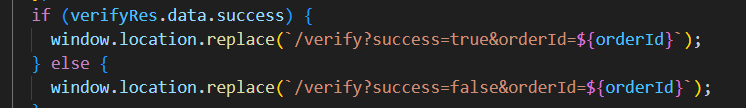 if (verifyRes.data.success) {
window.location.replace(`/verify?success=true&orderId=${orderId}`);
} else {
window.location.replace(`/verify?success=false&orderId=${orderId}`);